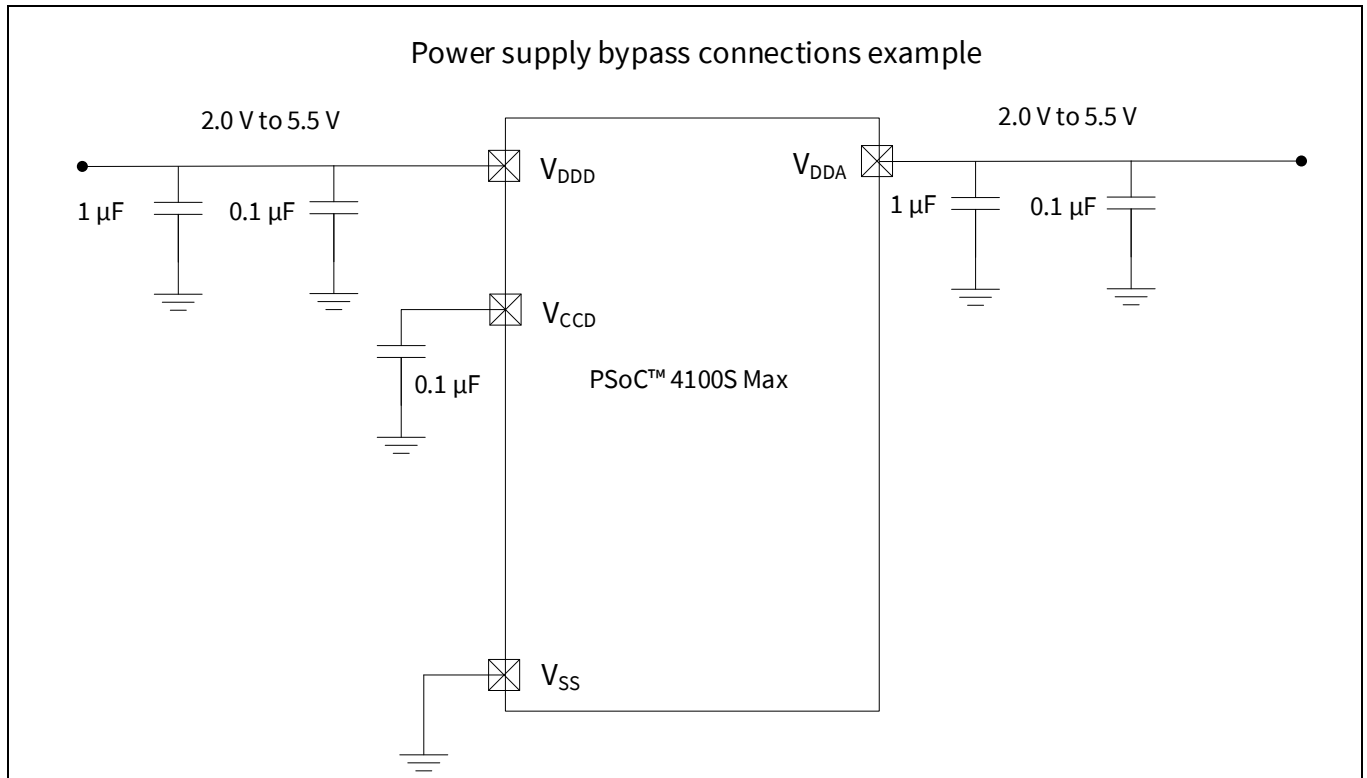 Power supply bypass connections example
2.0 V to 5.5 V
2.0 V to 5.5 V
VDDD
VDDA
1 µF
0.1 µF
1 µF
0.1 µF
VCCD
0.1 µF
PSoC™ 4100S Max
VSS